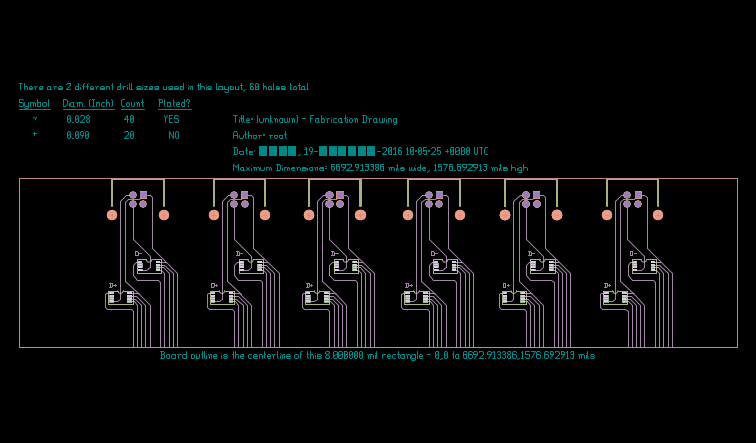 There are 2 different drill sizes used in this layout, 60 holes total
Symbol Diam. (Inch) Count Plated?
* 0.028 40 YES
+ 0.090 20 NO
Title: (unknown) - Fabrication Drawing
Author: root
Date: ████, 19-██████-2016 10:05:25 +0000 UTC
Maximum Dimensions: 6692.913386 mils wide, 1576.692913 mils high
D- D- D- D- D- D-
D+ D+ D+ D+ D+ D+
Board outline is the centerline of this 8.000000 mil rectangle - 0,0 to 6692.913386,1576.692913 mils